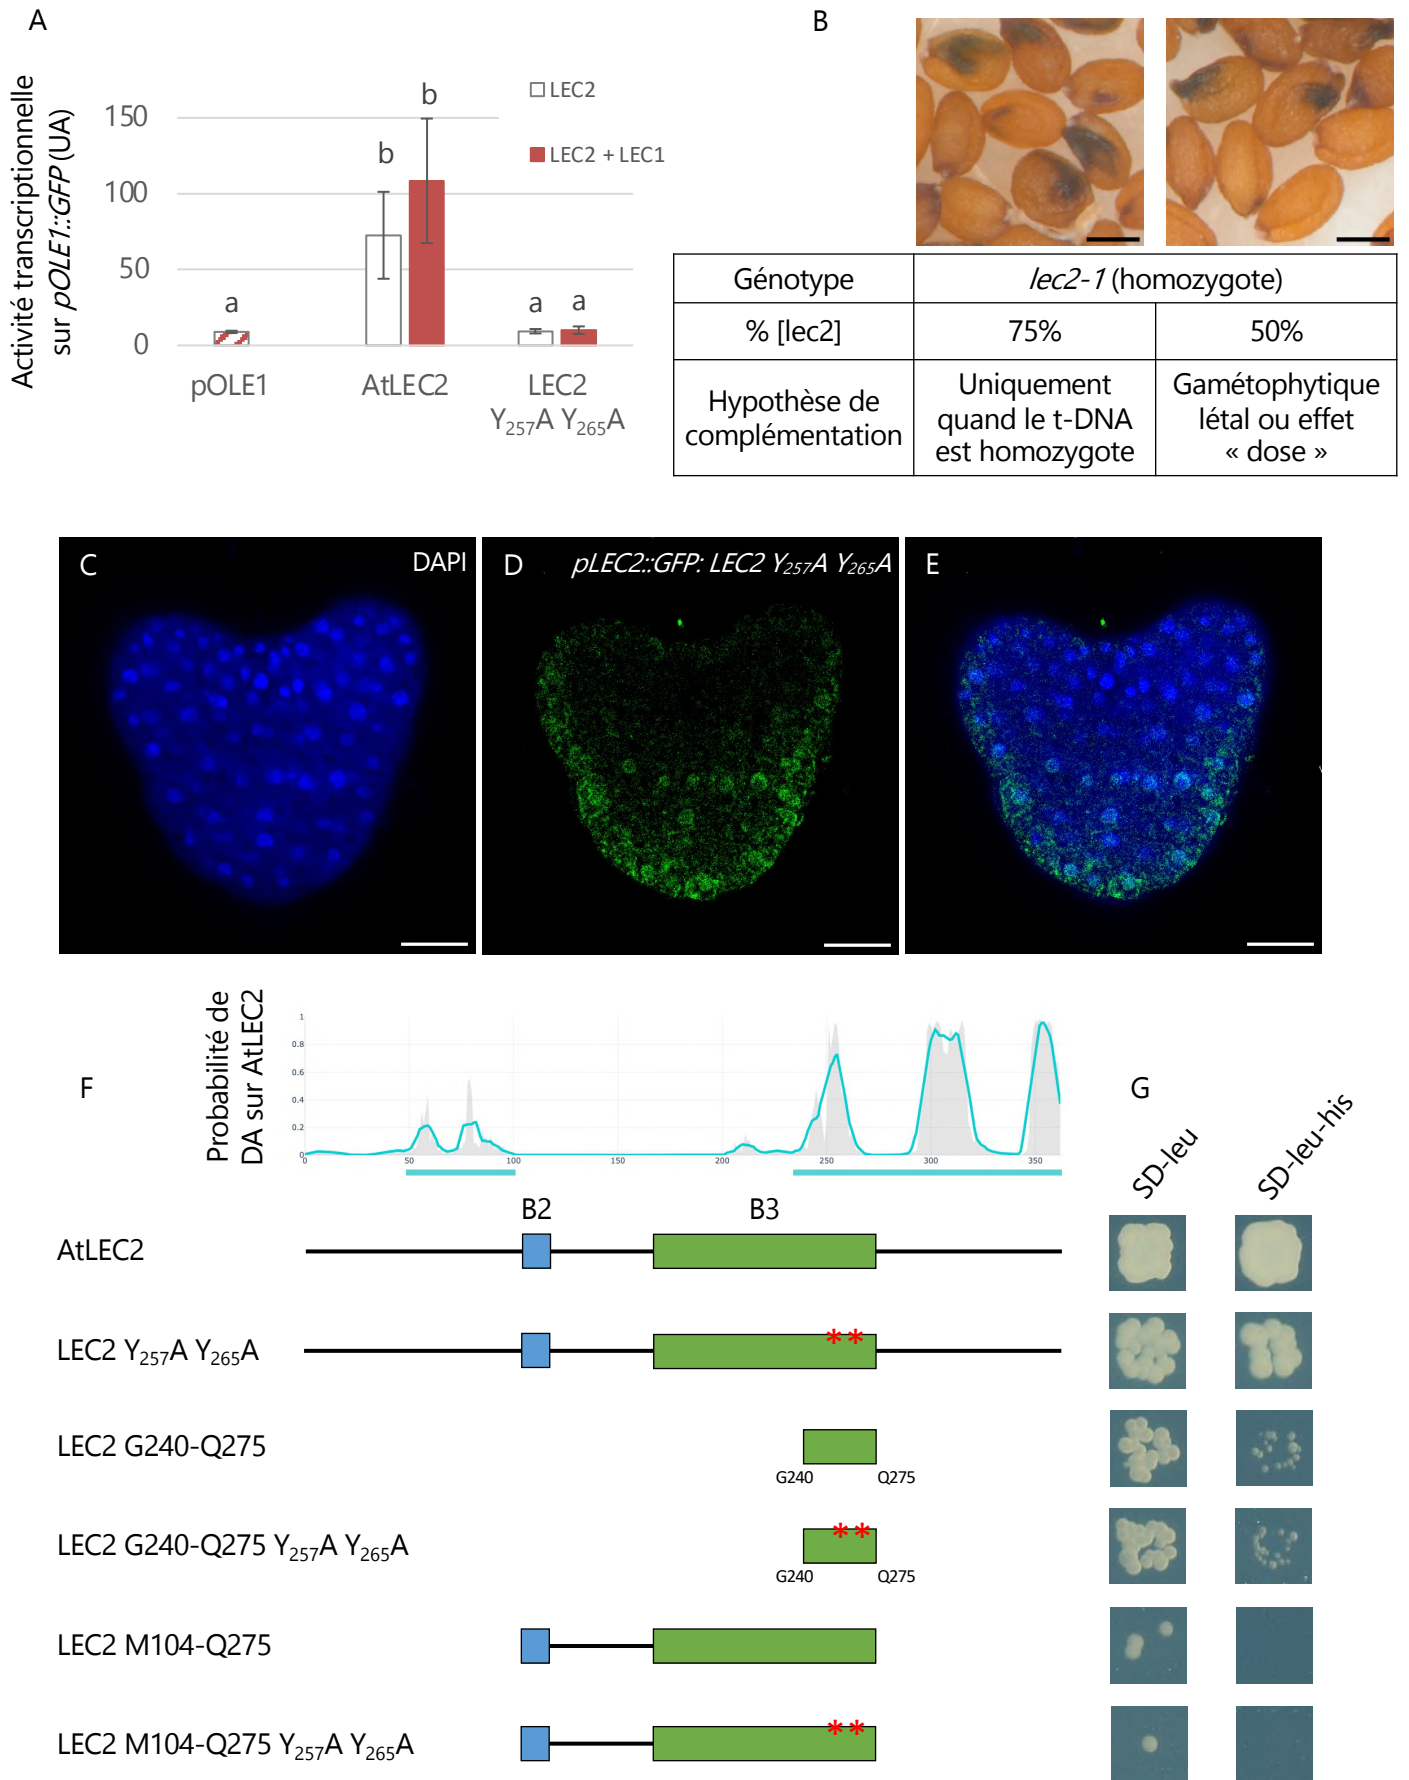 A
Activité transcriptionnelle
sur pOLE1::GFP (UA)
150
100
50
0
a
b
b
a
a
LEC2
LEC2 + LEC1
pOLE1
AtLEC2
LEC2
Y257A Y265A
B
Génotype
lec2-1 (homozygote)
% [lec2]
75%
50%
Hypothèse de
complémentation
Uniquement
quand le t-DNA
est homozygote
Gamétophytique
létal ou effet
« dose »
C
DAPI
D
pLEC2::GFP: LEC2 Y257A Y265A
E
F
Probabilité de
DA sur AtLEC2
1
0.8
0.6
0.4
0.2
0
0
50
100
150
200
250
300
350
G
SD-leu
SD-leu-his
B2
B3
AtLEC2
LEC2 Y257A Y265A
**
LEC2 G240-Q275
G240
Q275
LEC2 G240-Q275 Y257A Y265A
**
G240
Q275
LEC2 M104-Q275
LEC2 M104-Q275 Y257A Y265A
**